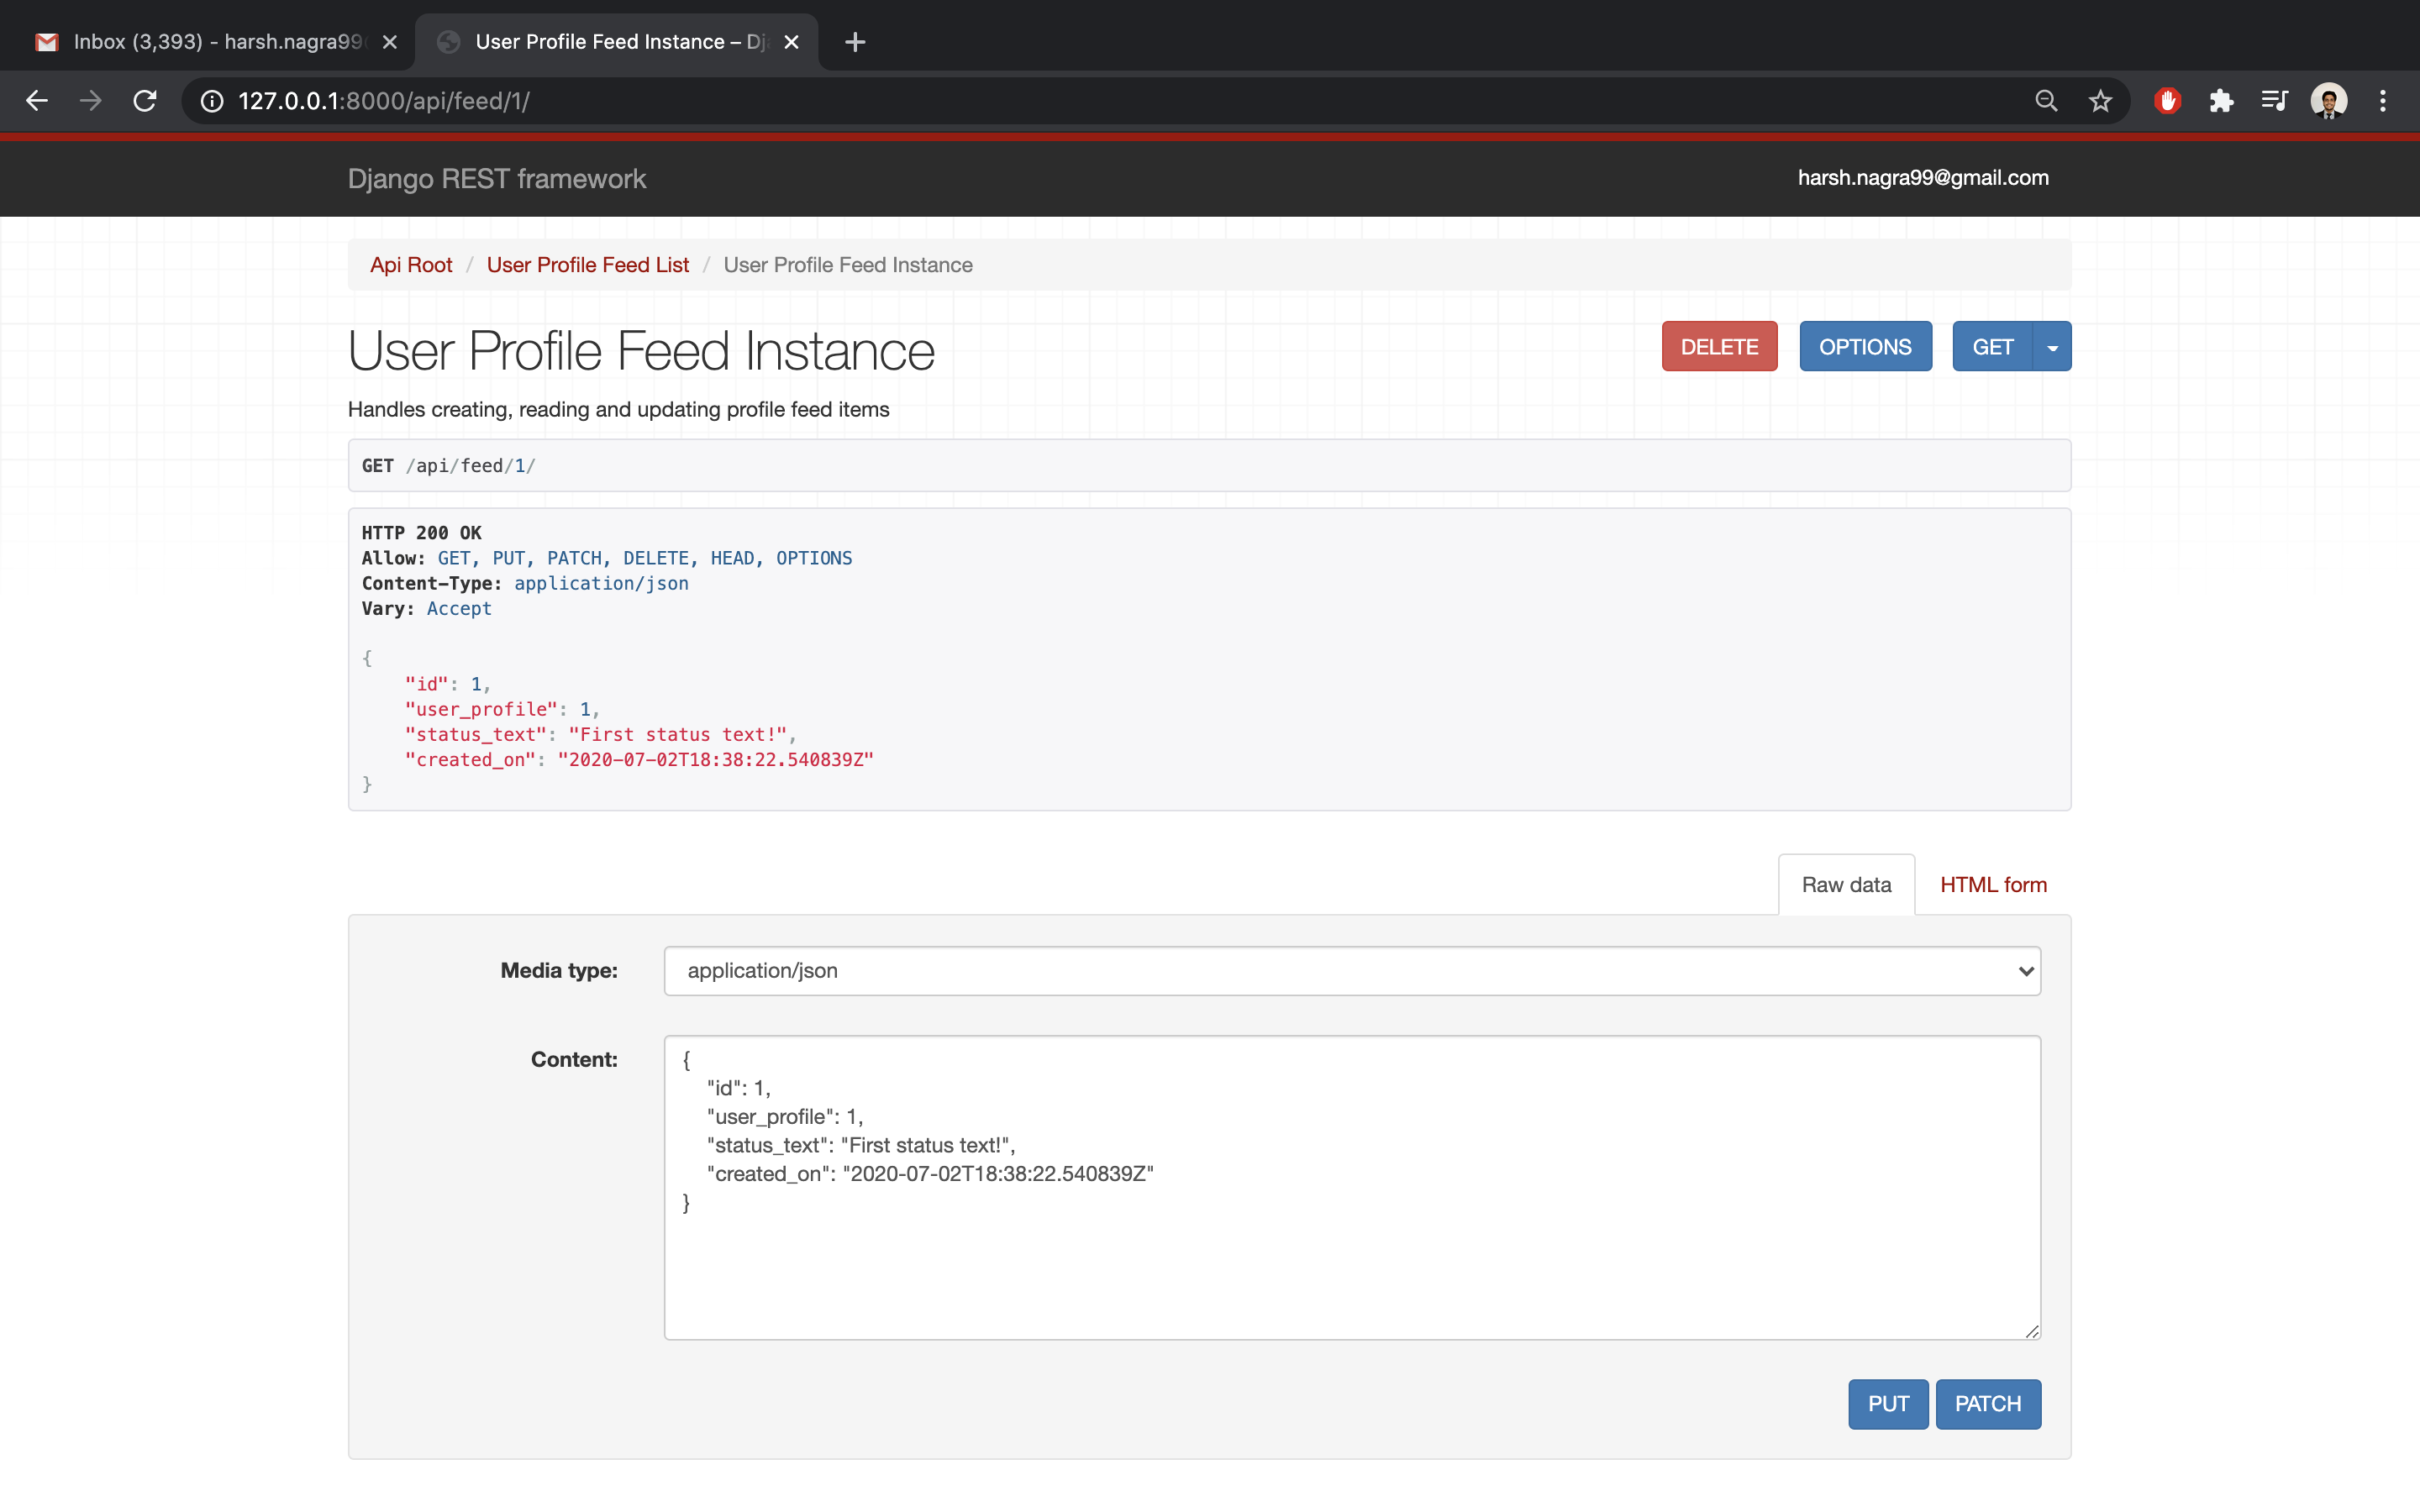 Inbox (3,393) - harsh.nagra99
User Profile Feed Instance – Dj
127.0.0.1:8000/api/feed/1/
Django REST framework
harsh.nagra99@gmail.com
Api Root / User Profile Feed List / User Profile Feed Instance
User Profile Feed Instance
DELETE
OPTIONS
GET
Handles creating, reading and updating profile feed items
GET /api/feed/1/
HTTP 200 OK
Allow: GET, PUT, PATCH, DELETE, HEAD, OPTIONS
Content-Type: application/json
Vary: Accept
{
    "id": 1,
    "user_profile": 1,
    "status_text": "First status text!",
    "created_on": "2020-07-02T18:38:22.540839Z"
}
Raw data
HTML form
Media type:
application/json
Content:
{
    "id": 1,
    "user_profile": 1,
    "status_text": "First status text!",
    "created_on": "2020-07-02T18:38:22.540839Z"
}
PUT
PATCH